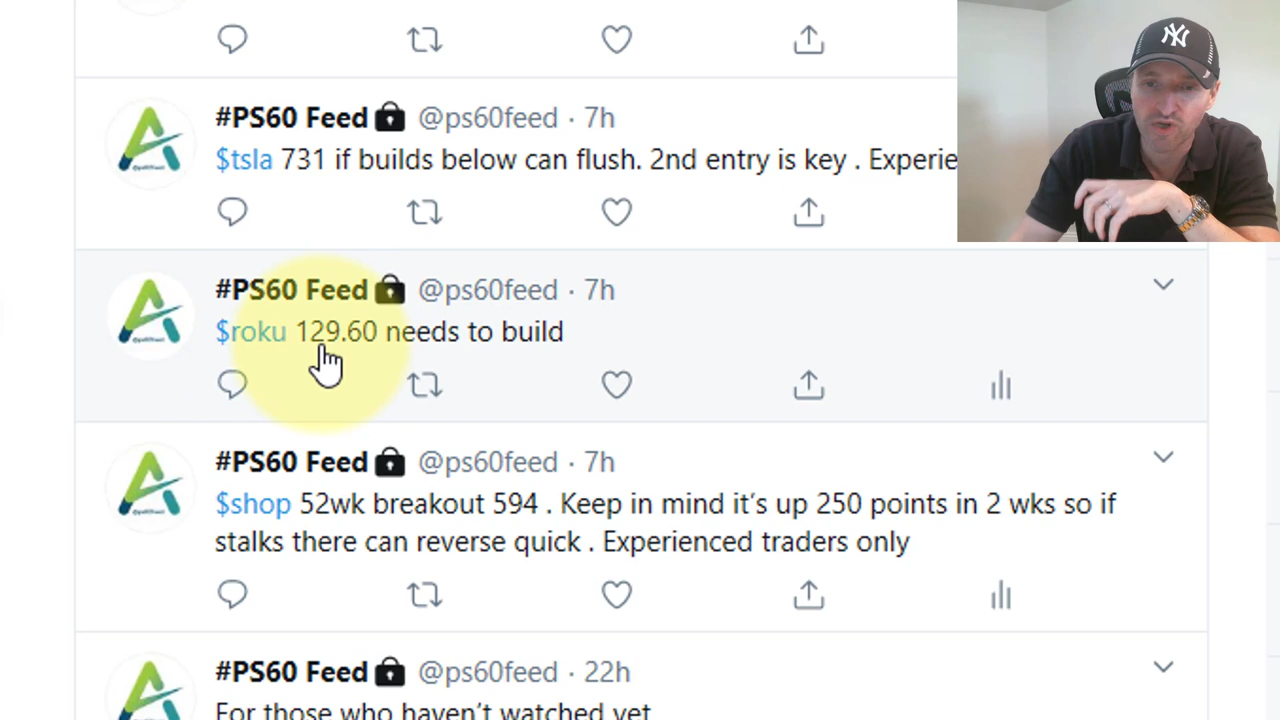 #PS60 Feed @ps60feed · 7h
$tsla 731 if builds below can flush. 2nd entry is key . Experie
#PS60 Feed @ps60feed · 7h
$roku 129.60 needs to build
#PS60 Feed @ps60feed · 7h
$shop 52wk breakout 594 . Keep in mind it’s up 250 points in 2 wks so if
stalks there can reverse quick . Experienced traders only
#PS60 Feed @ps60feed · 22h
For those who haven’t watched yet